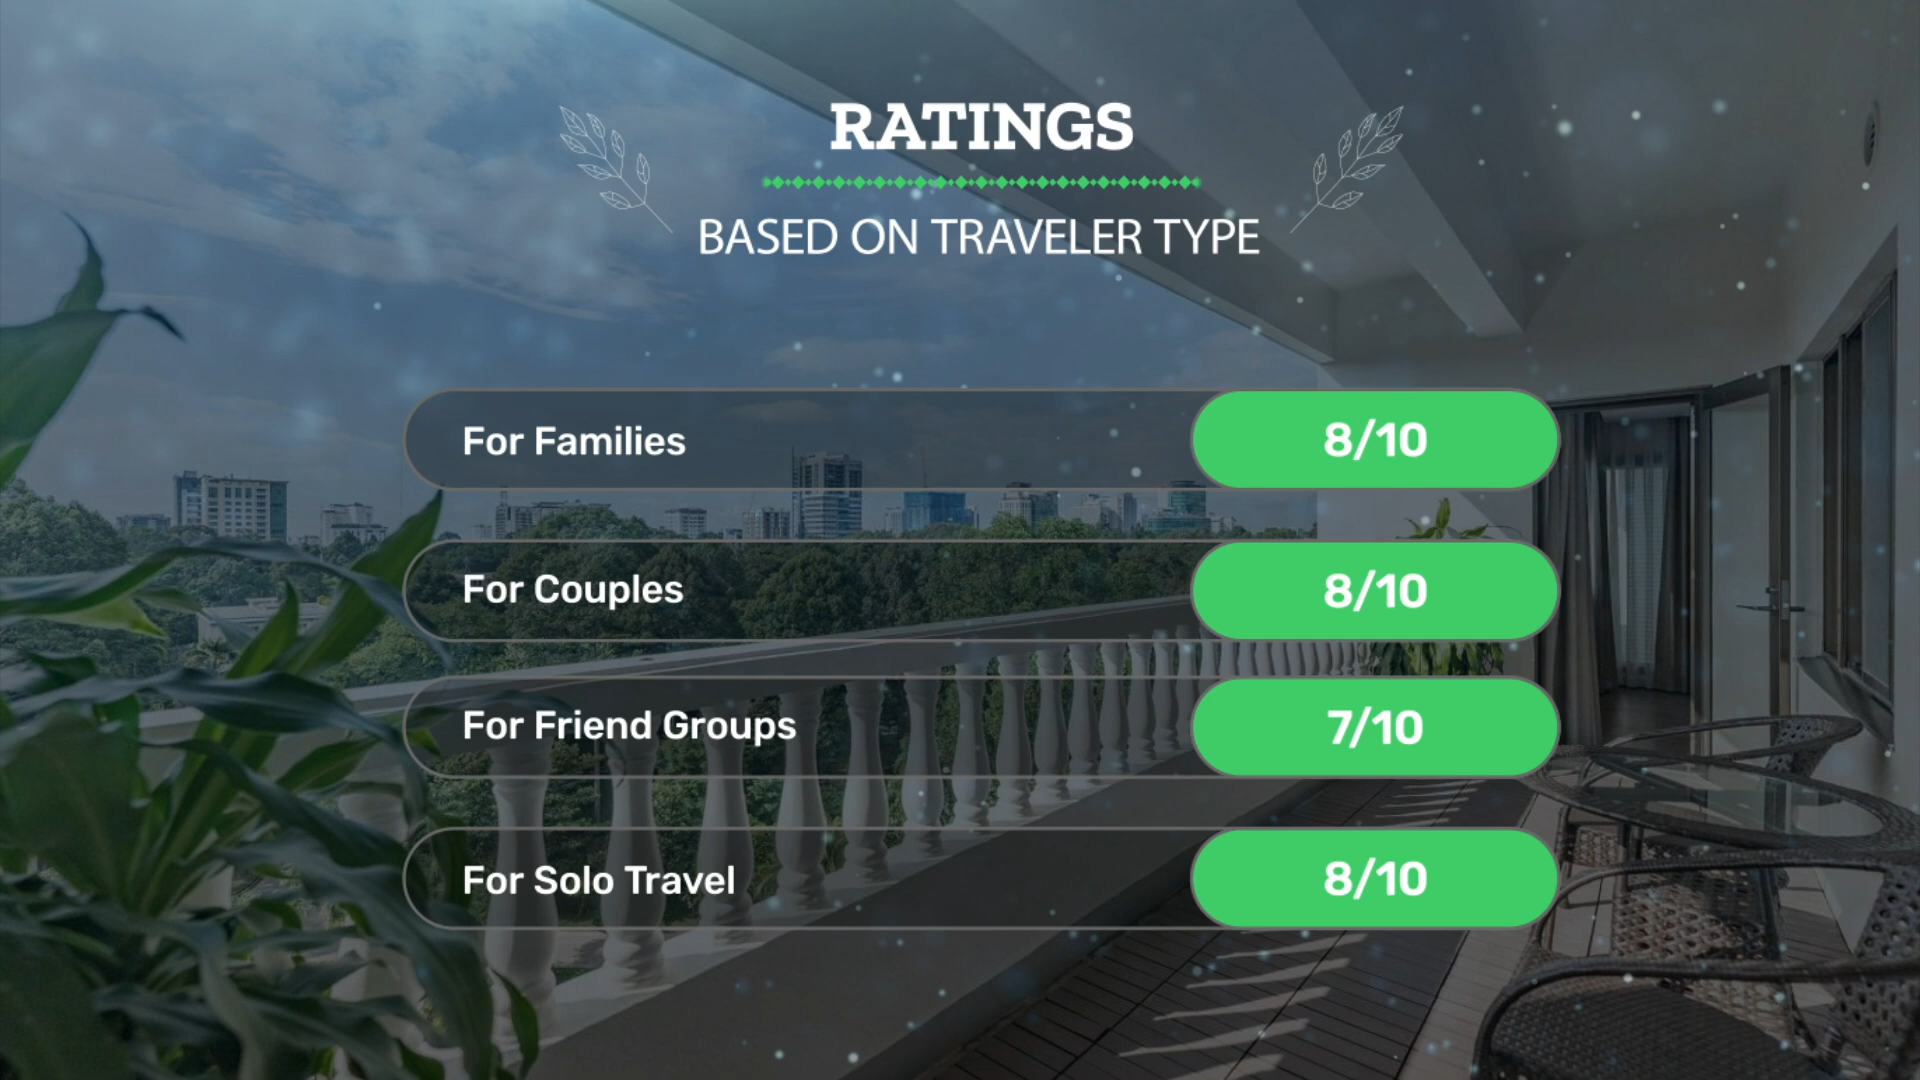 RATINGS
BASED ON TRAVELER TYPE
For Families 8/10
For Couples 8/10
For Friend Groups 7/10
For Solo Travel 8/10